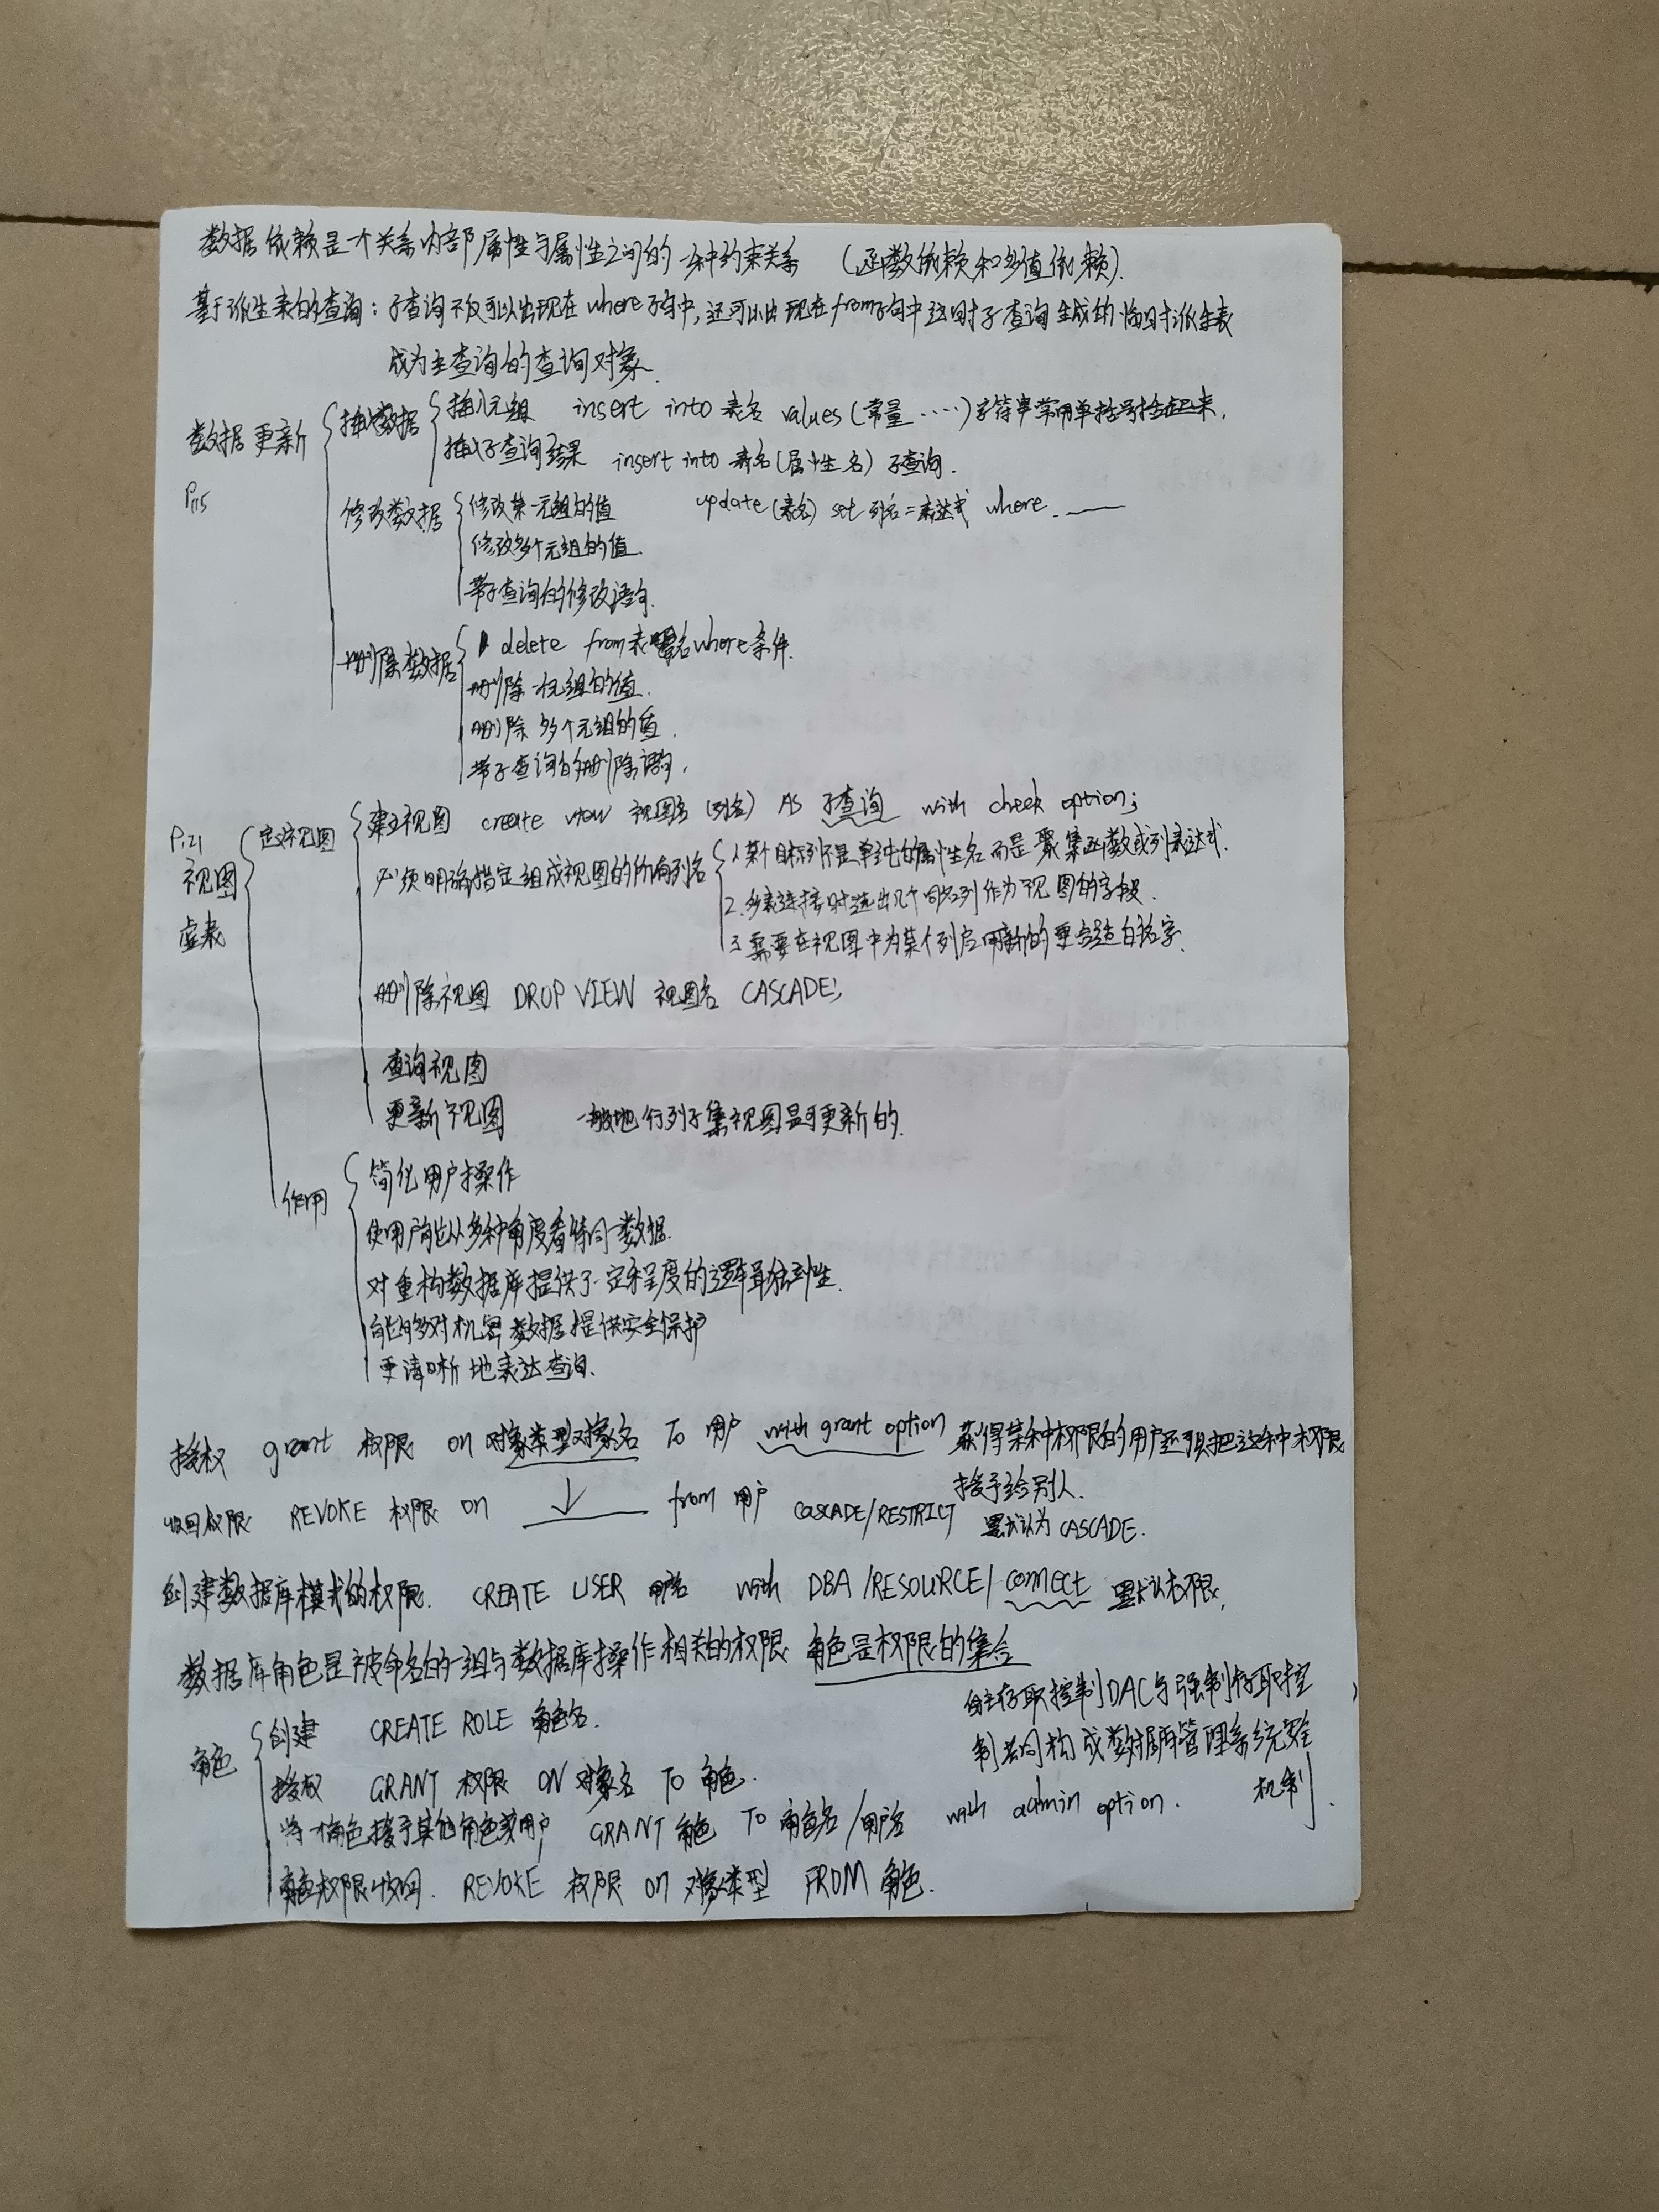 数据依赖是一个关系内部属性与属性之间的一种约束关系 (函数依赖和多值依赖).
基于派生表的查询：子查询不仅可以出现在where子句中,还可以出现在from子句中这时子查询生成的临时派生表
成为主查询的查询对象.
数据更新
P115
插入数据
插入元组 insert into 表名 values (常量 ……) 字符串常用单括号括起来.
插入子查询结果 insert into 表名(属性名) 子查询.
修改数据
修改某一元组的值 update (表名) set 列名=表达式 where.
修改多个元组的值.
带子查询的修改语句.
删除数据
delete from 表名 where 条件.
删除一个元组的值.
删除多个元组的值.
带子查询的删除语句.
P121
视图
虚表
定义视图
建立视图 create view 视图名 (列名) AS 子查询 with check option;
必须明确指定组成视图的所有列名
1.某个目标列不是单纯的属性名而是聚集函数或列表达式.
2.多表连接时选出几个同名列作为视图的字段.
3.需要在视图中为某个列启用新的更合适的名字.
删除视图 DROP VIEW 视图名 CASCADE;
查询视图
更新视图 一般地行列子集视图是可更新的.
作用
简化用户操作
使用户能从多种角度看待同一数据.
对重构数据库提供了一定程度的逻辑独立性.
能够对机密数据提供安全保护
更清晰地表达查询.
授权 grant 权限 on 对象类型 对象名 To 用户 with grant option 获得某种权限的用户还可以把这种权限
授予给别人.
收回权限 REVOKE 权限 on from 用户 CASCADE/RESTRICT 默认为CASCADE.
创建数据库模式的权限. CREATE USER 用户名 with DBA/RESOURCE/connect 默认权限,
数据库角色是被命名的一组与数据库操作相关的权限 角色是权限的集合
角色
创建 CREATE ROLE 角色名.
授权 GRANT 权限 ON 对象名 To 角色.
将一个角色授予其他角色或用户 GRANT 角色 To 角色名/用户名 with admin option.
角色权限收回. REVOKE 权限 on 对象类型 FROM 角色.
自主存取控制DAC与强制存取控
制共同构成数据库管理系统安全
机制.